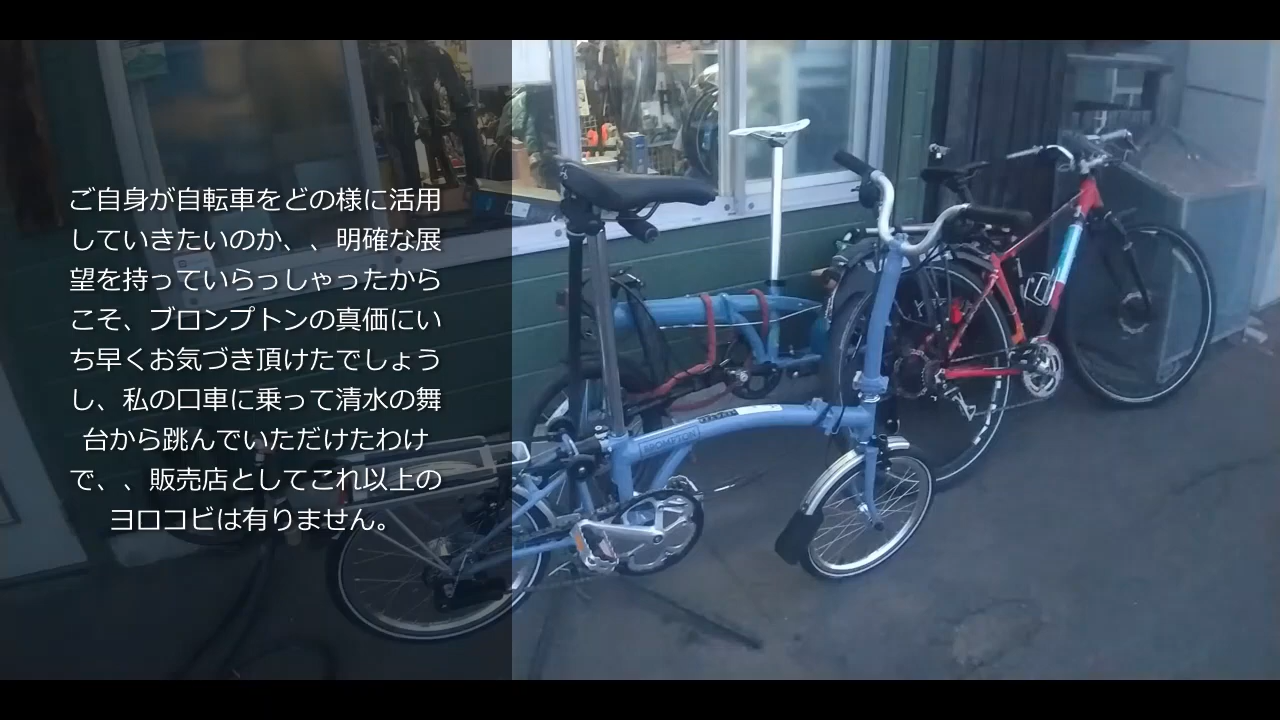 ご自身が自転車をどの様に活用
していきたいのか、、明確な展
望を持っていらっしゃったから
こそ、ブロンプトンの真価にい
ち早くお気づき頂けたでしょう
し、私の口車に乗って清水の舞
台から跳んでいただけたわけ
で、、販売店としてこれ以上の
ヨロコビは有りません。
BROMPTON